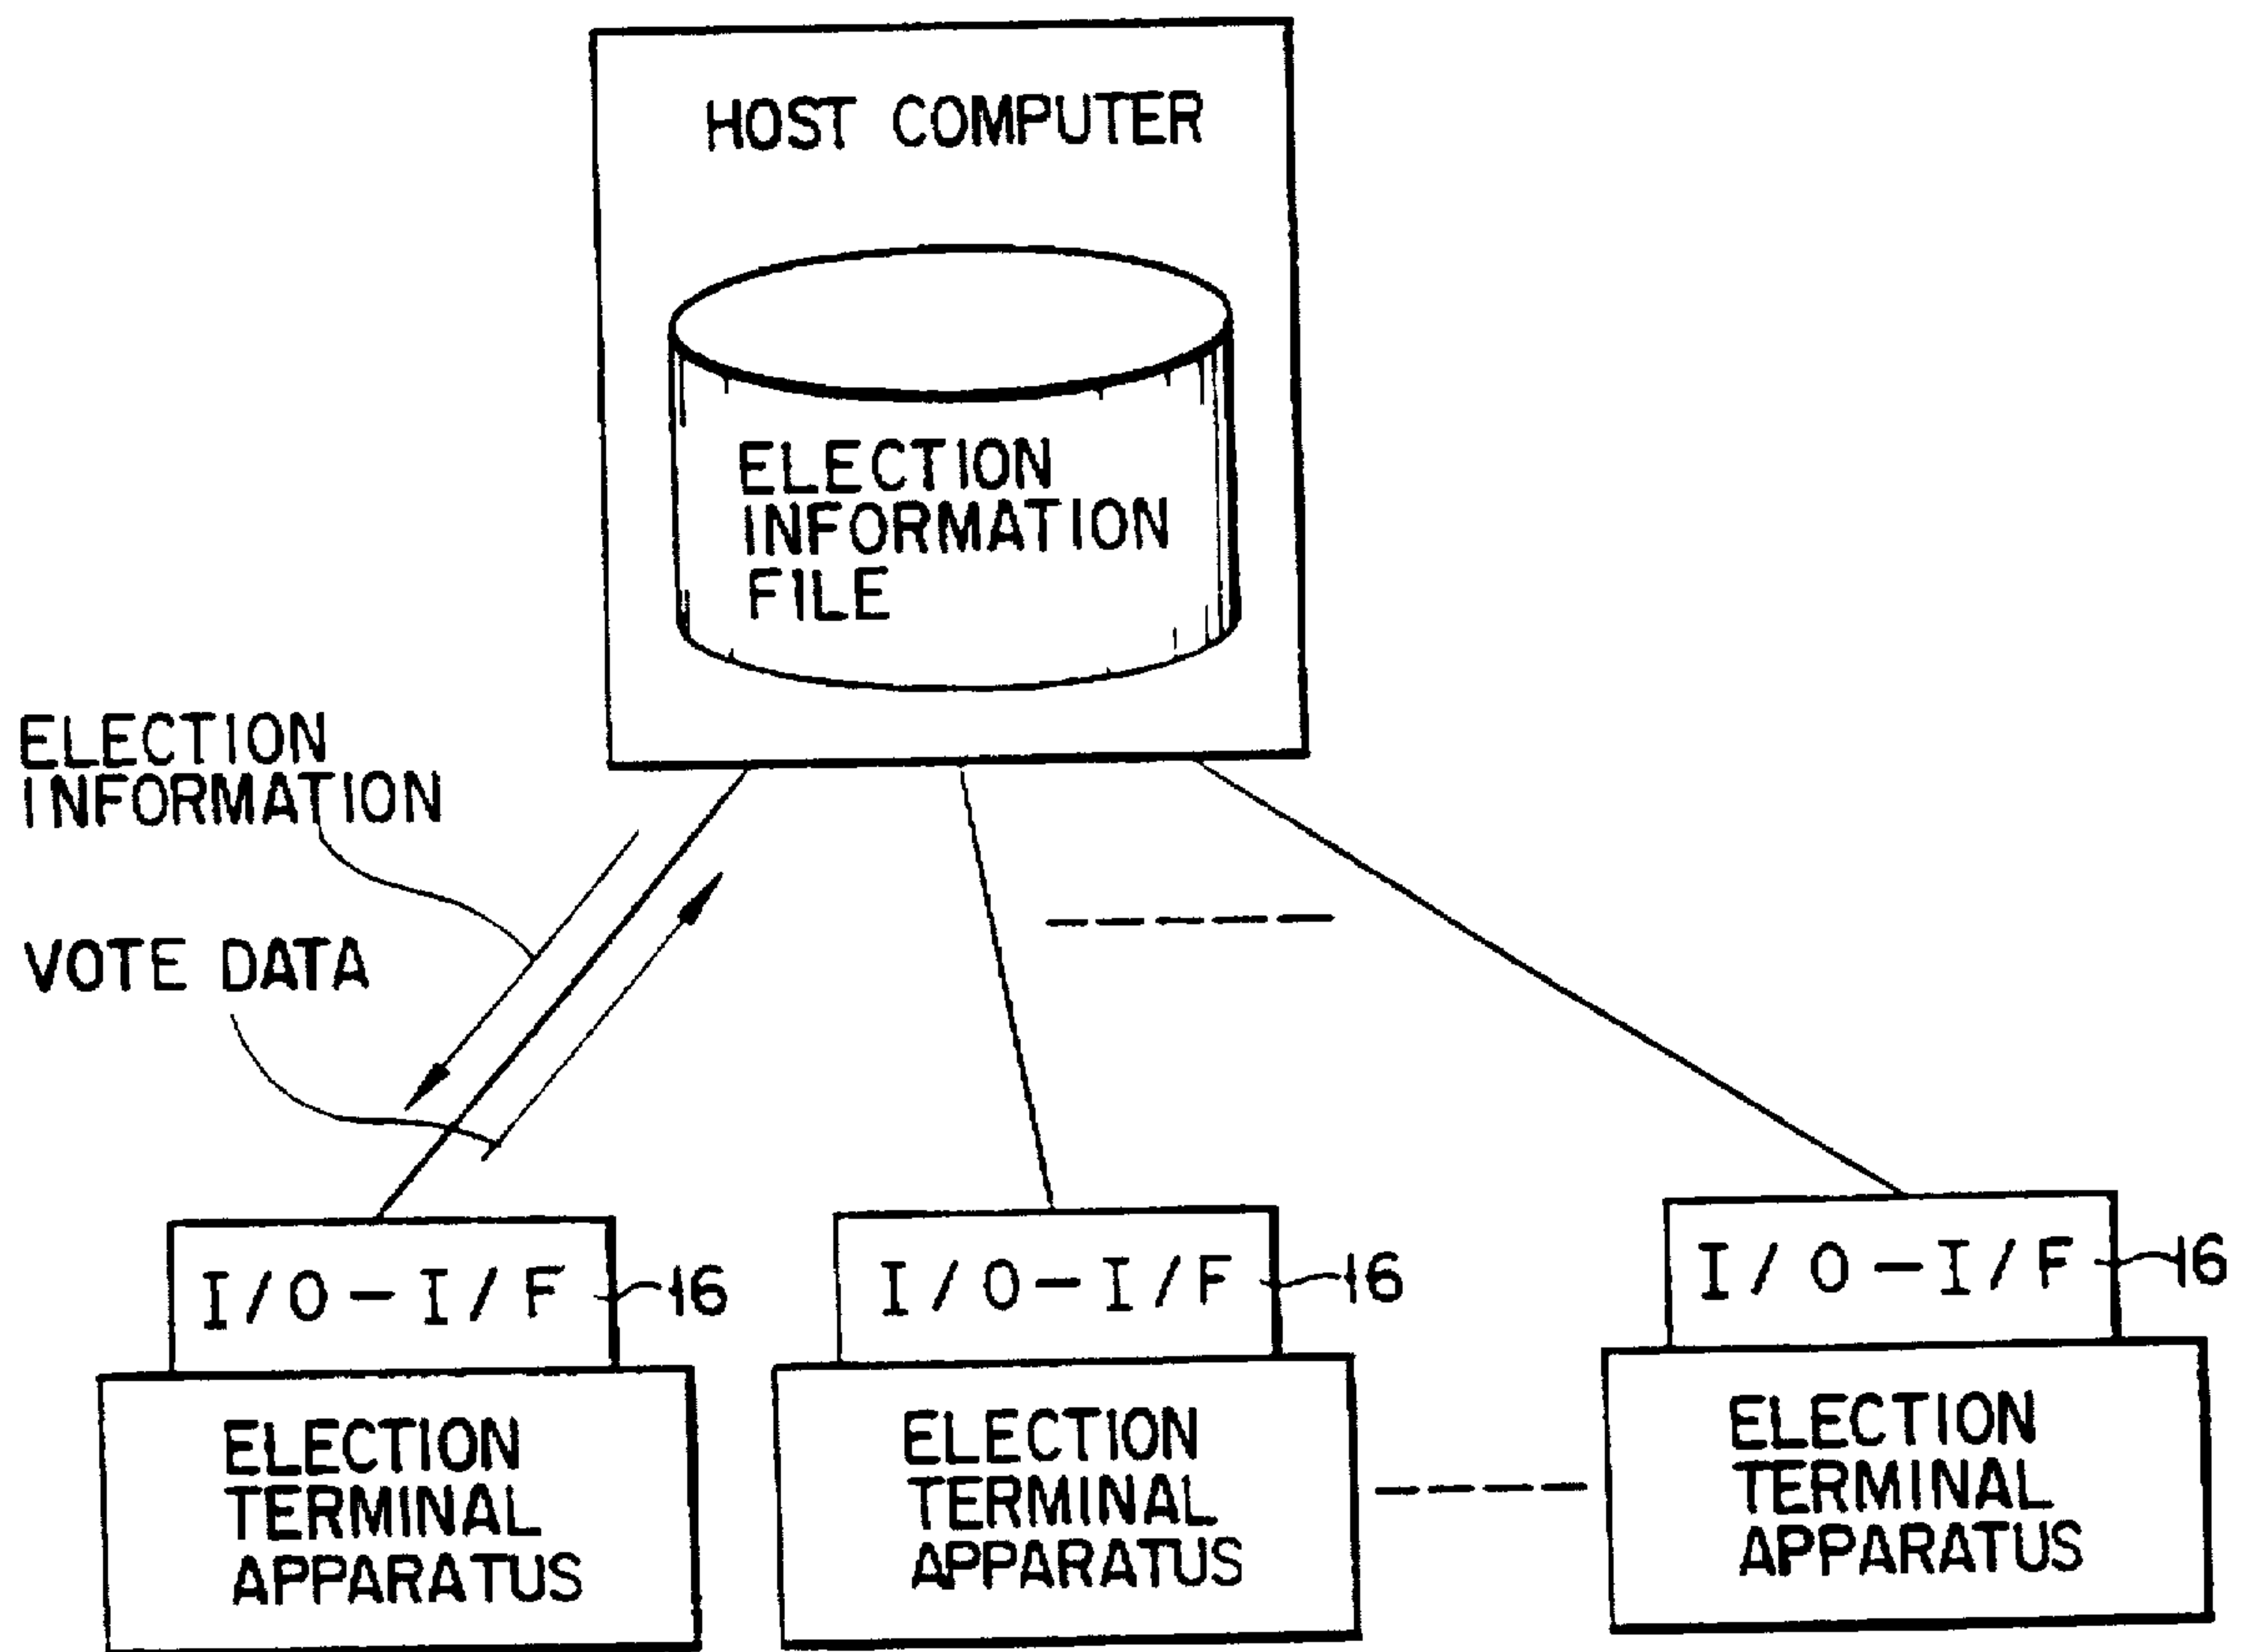 HOST COMPUTER
ELECTION
INFORMATION
FILE
ELECTION
INFORMATION
VOTE DATA
I/O-I/F 16
ELECTION
TERMINAL
APPARATUS
I/O-I/F 16
ELECTION
TERMINAL
APPARATUS
I/O-I/F 16
ELECTION
TERMINAL
APPARATUS